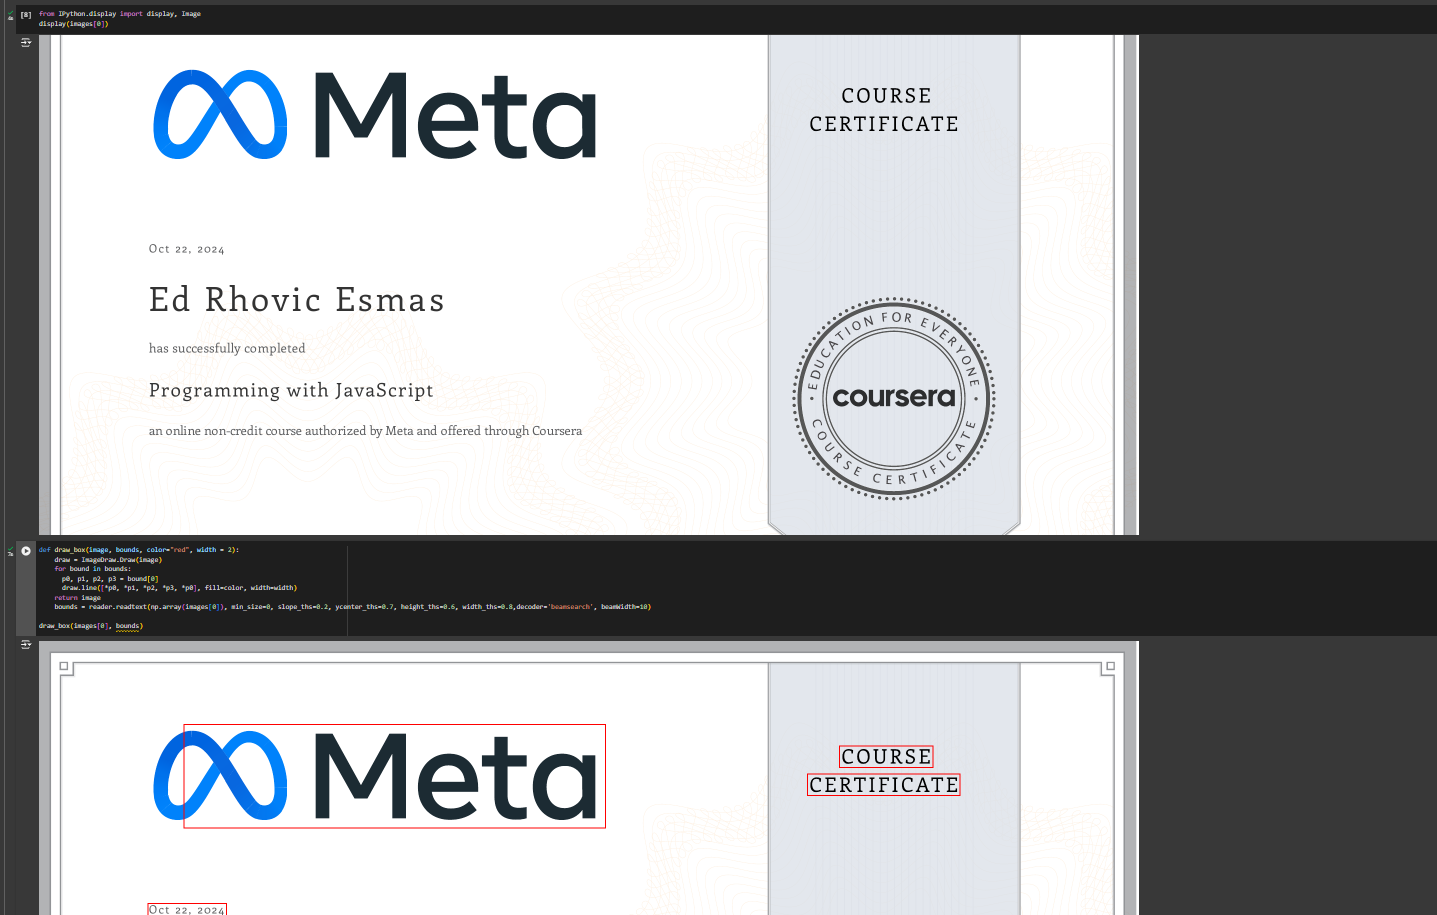 [8]
from IPython.display import display, Image
display(images[0])
Meta
COURSE
CERTIFICATE
Oct 22, 2024
Ed Rhovic Esmas
has successfully completed
Programming with JavaScript
an online non-credit course authorized by Meta and offered through Coursera
EDUCATION FOR EVERYONE
coursera
COURSE CERTIFICATE
def draw_box(image, bounds, color="red", width = 2):
draw = ImageDraw.Draw(image)
for bound in bounds:
p0, p1, p2, p3 = bound[0]
draw.line([*p0, *p1, *p2, *p3, *p0], fill=color, width=width)
return image
bounds = reader.readtext(np.array(images[0]), min_size=0, slope_ths=0.2, ycenter_ths=0.7, height_ths=0.6, width_ths=0.8,decoder='beamsearch', beamWidth=10)
draw_box(images[0], bounds)
Meta
COURSE
CERTIFICATE
Oct 22, 2024